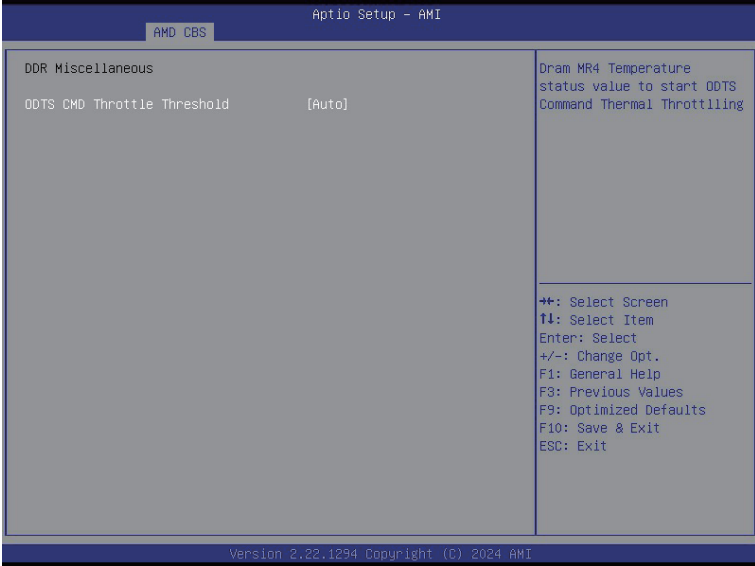 Aptio Setup – AMI
AMD CBS
DDR Miscellaneous
ODTS CMD Throttle Threshold [Auto]
Dram MR4 Temperature
status value to start ODTS
Command Thermal Throttlling
→←: Select Screen
↑↓: Select Item
Enter: Select
+/-: Change Opt.
F1: General Help
F3: Previous Values
F9: Optimized Defaults
F10: Save & Exit
ESC: Exit
Version 2.22.1294 Copyright (C) 2024 AMI